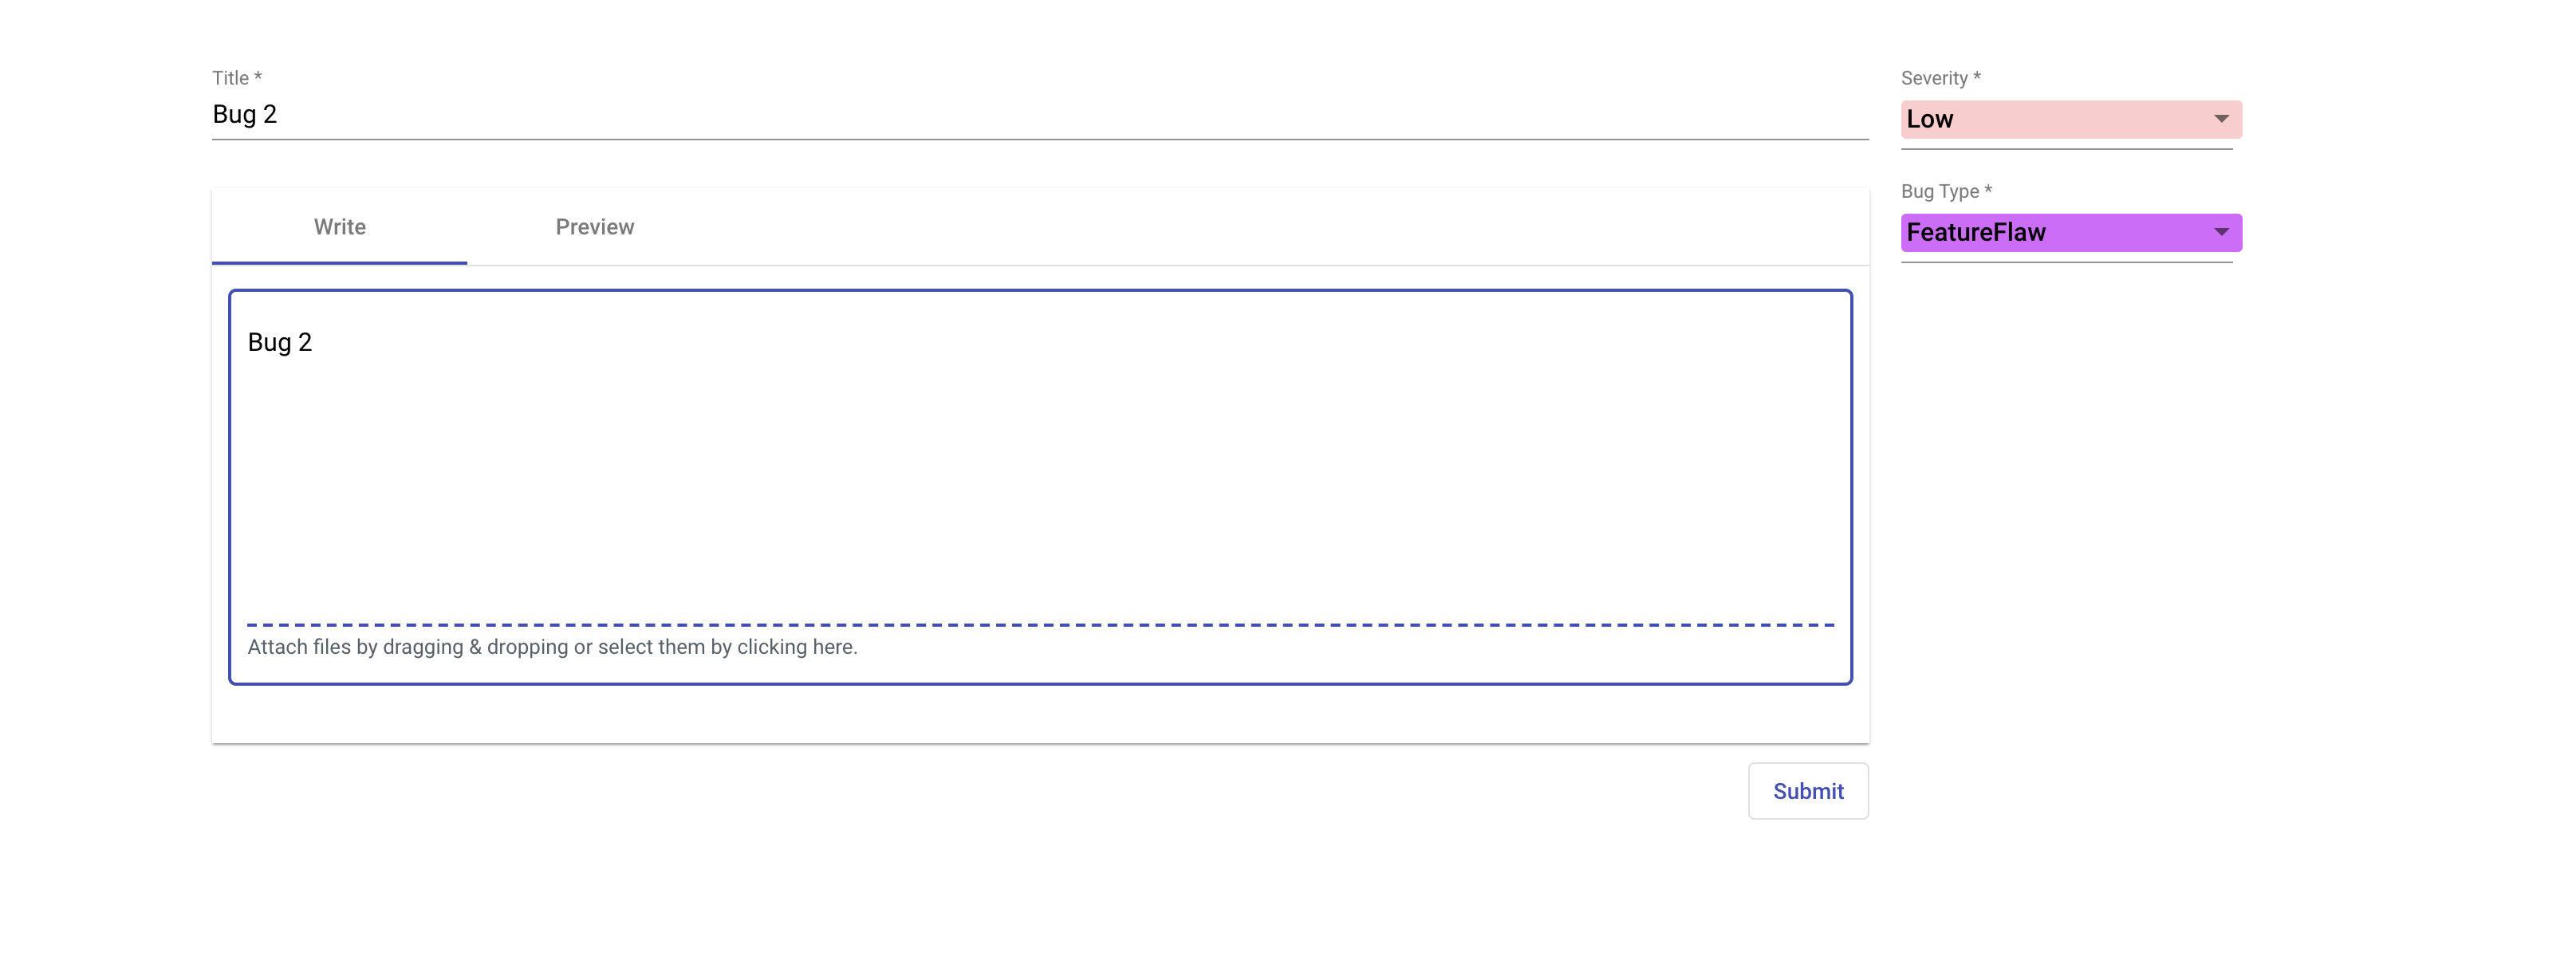 Title *
Bug 2
Severity *
Low
Bug Type *
FeatureFlaw
Write
Preview
Bug 2
Attach files by dragging & dropping or select them by clicking here.
Submit